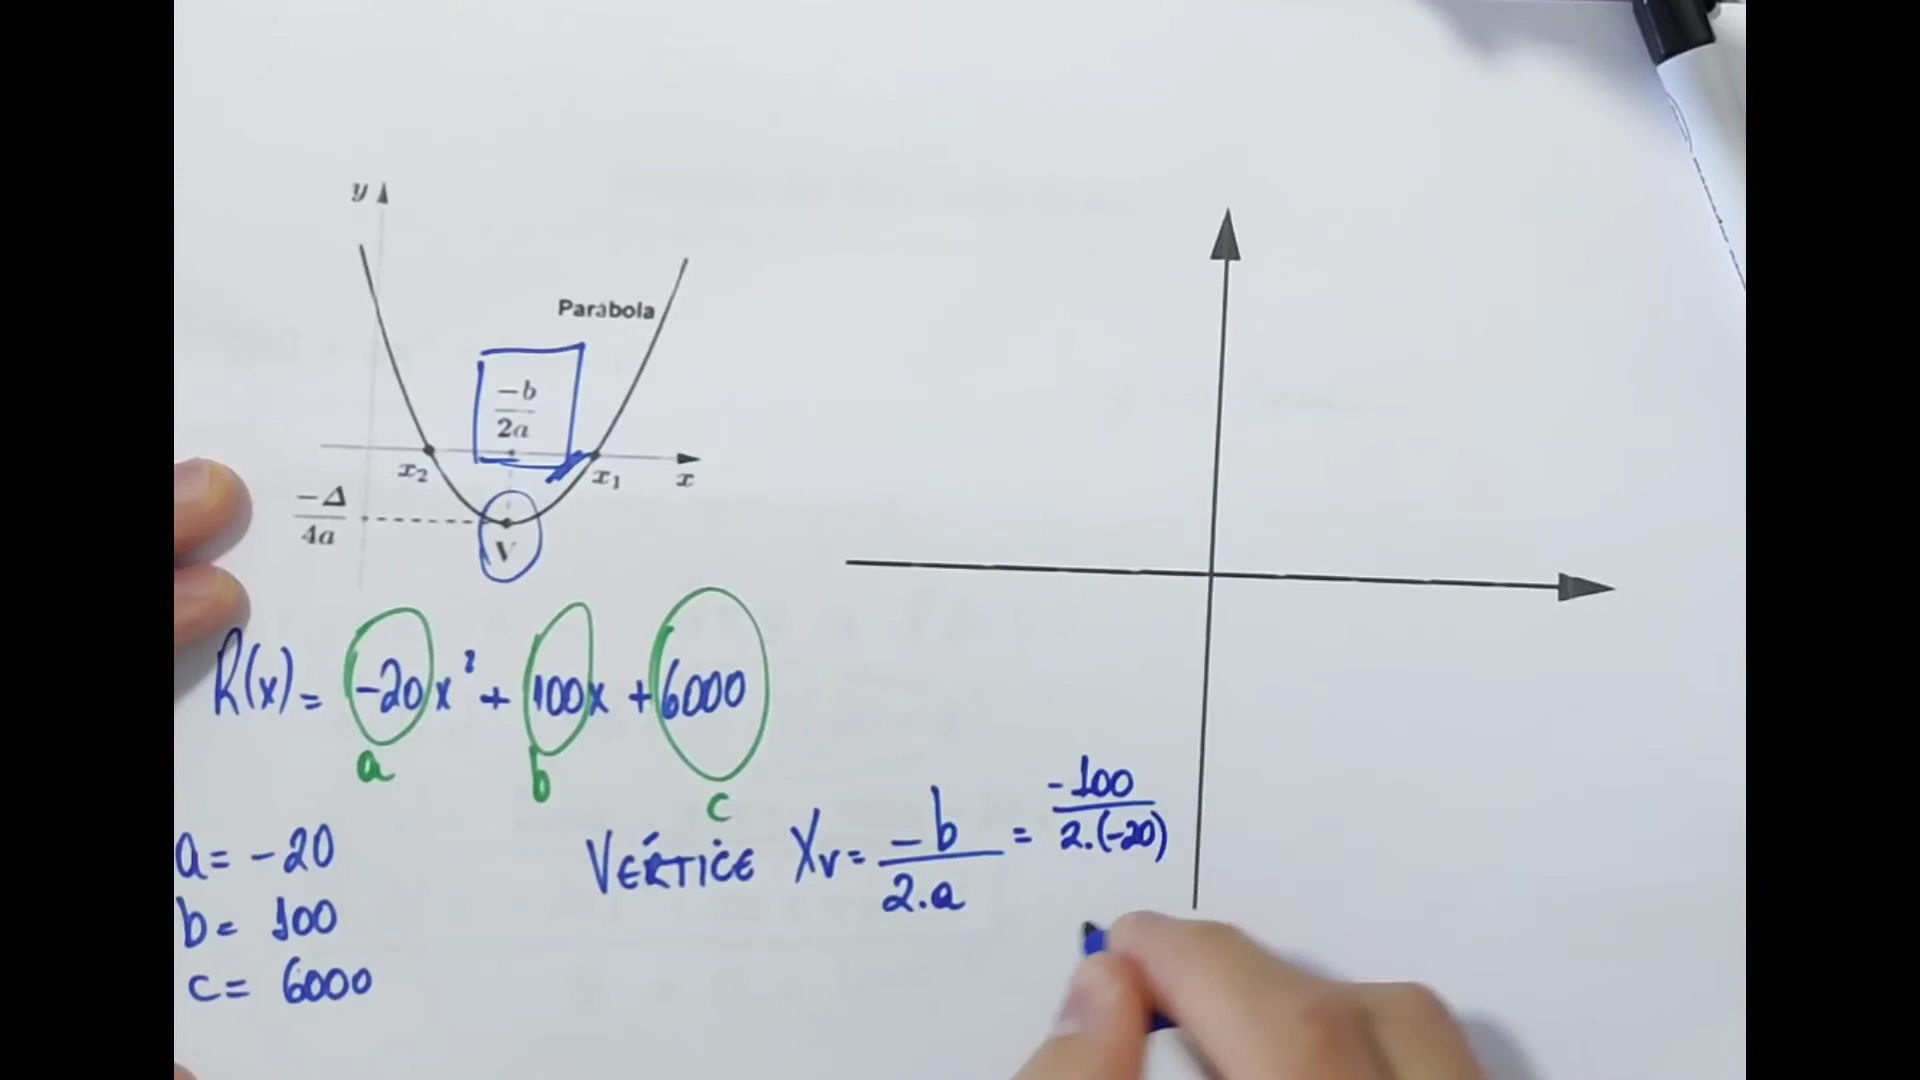 y
Parábola
-b
2a
x2
x1
x
-Δ
4a
V
R(x) = -20x² + 100x + 6000
a
b
c
a = -20
b = 100
c = 6000
VÉRTICE Xv = -b/2.a = -100/2.(-20)